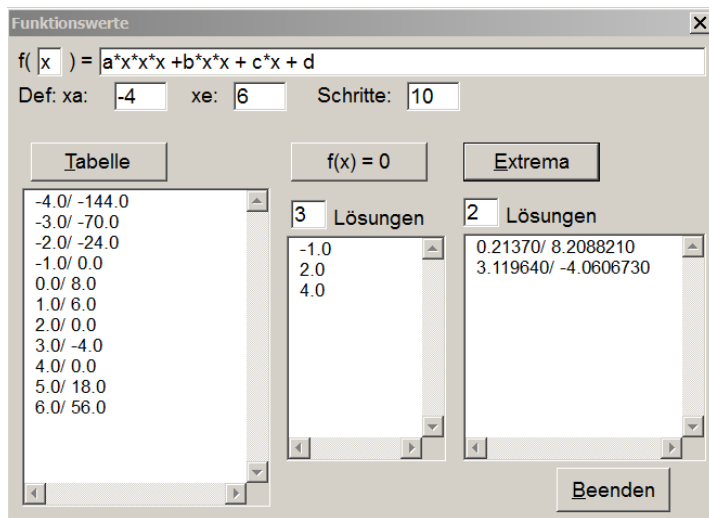 Funktionswerte
f( x ) = a*x*x*x +b*x*x + c*x + d
Def: xa: -4 xe: 6 Schritte: 10
Tabelle
-4.0/ -144.0
-3.0/ -70.0
-2.0/ -24.0
-1.0/ 0.0
0.0/ 8.0
1.0/ 6.0
2.0/ 0.0
3.0/ -4.0
4.0/ 0.0
5.0/ 18.0
6.0/ 56.0
f(x) = 0
3 Lösungen
-1.0
2.0
4.0
Extrema
2 Lösungen
0.21370/ 8.2088210
3.119640/ -4.0606730
Beenden